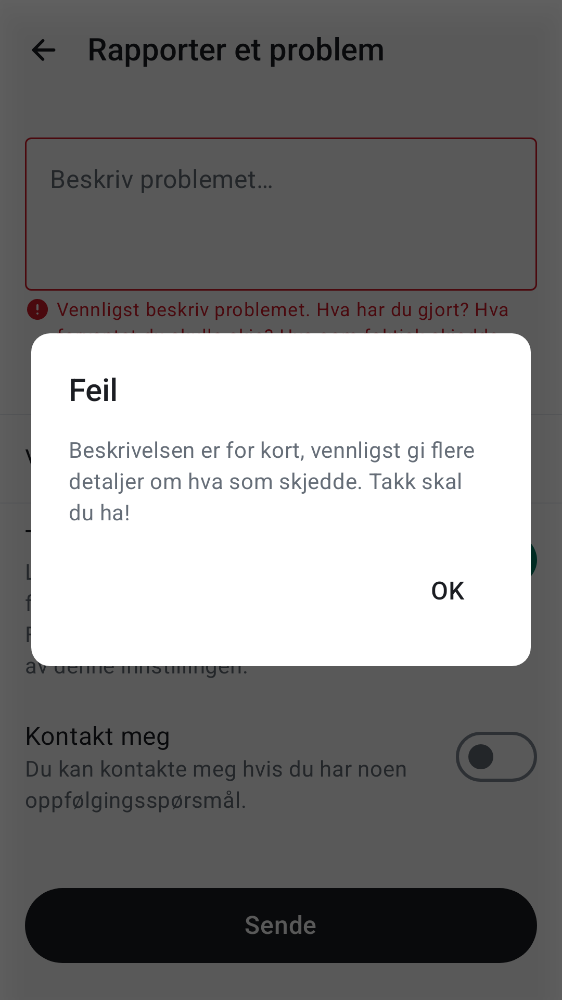 Rapporter et problem
Beskriv problemet…
Vennligst beskriv problemet. Hva har du gjort? Hva
Feil
Beskrivelsen er for kort, vennligst gi flere
detaljer om hva som skjedde. Takk skal
du ha!
OK
av denne innstillingen.
Kontakt meg
Du kan kontakte meg hvis du har noen
oppfølgingsspørsmål.
Sende